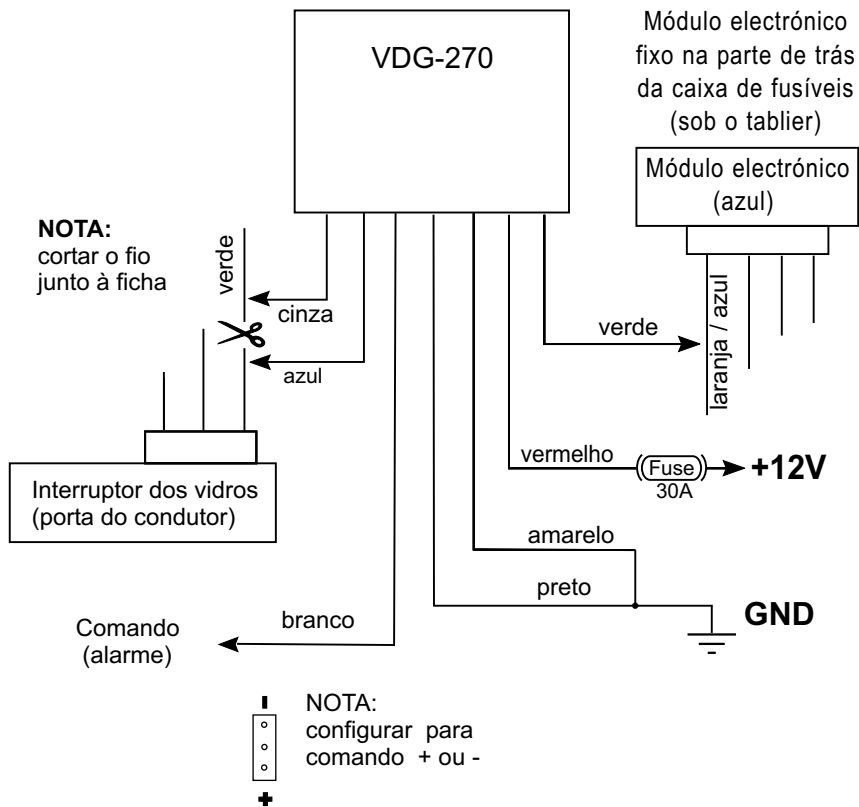 VDG-270
Módulo electrónico
fixo na parte de trás
da caixa de fusíveis
(sob o tablier)
Módulo electrónico
(azul)
NOTA:
cortar o fio
junto à ficha
verde
cinza
azul
verde
laranja / azul
Interruptor dos vidros
(porta do condutor)
vermelho
Fuse
30A
+12V
amarelo
preto
GND
branco
Comando
(alarme)
-
NOTA:
configurar para
comando + ou -
+